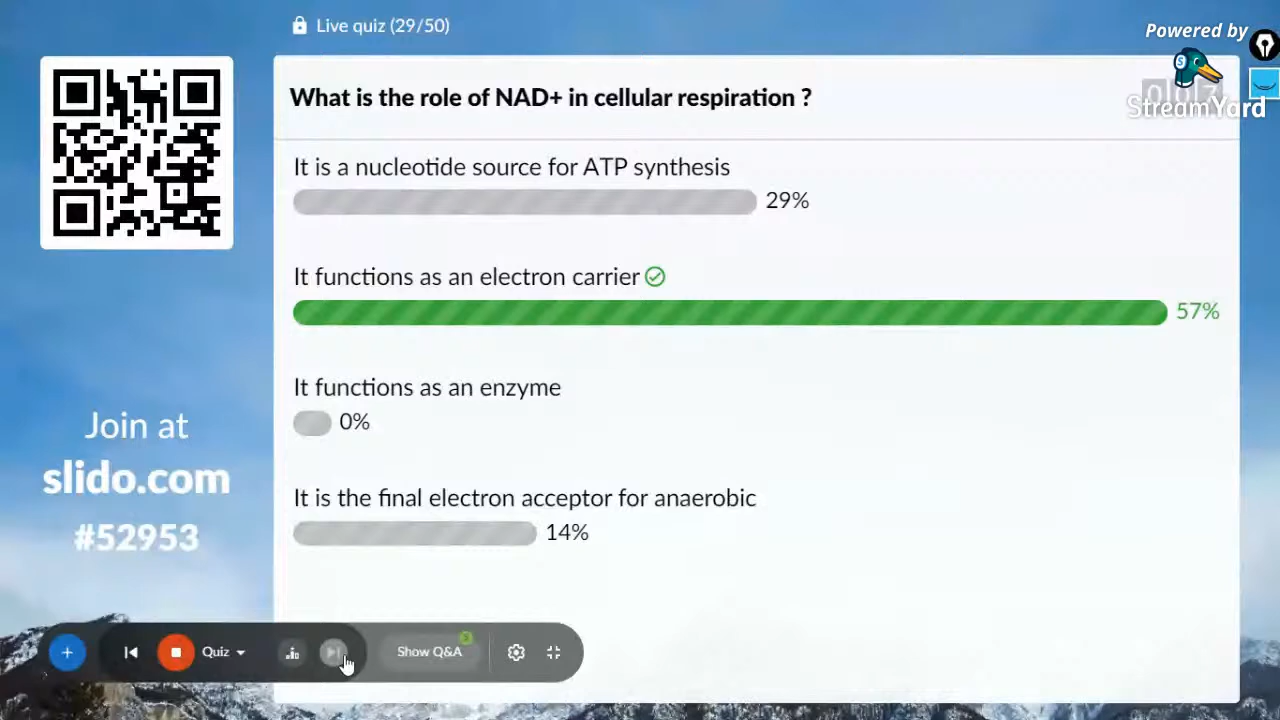 Live quiz (29/50)
Powered by
StreamYard
What is the role of NAD+ in cellular respiration ?
It is a nucleotide source for ATP synthesis
29%
It functions as an electron carrier
57%
It functions as an enzyme
0%
It is the final electron acceptor for anaerobic
14%
Join at
slido.com
#52953
Quiz
Show Q&A